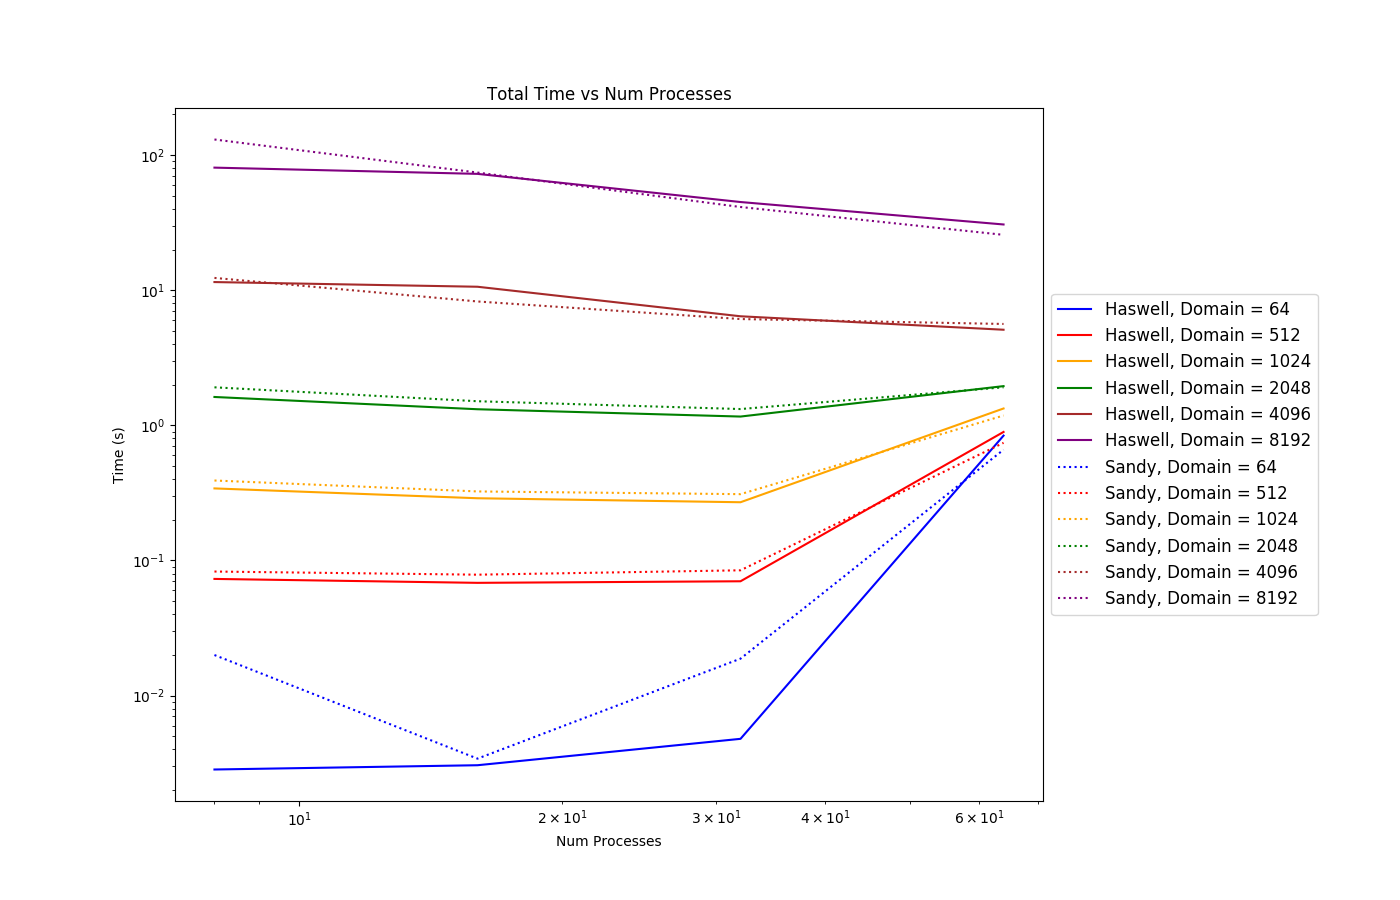 Total Time vs Num Processes
Time (s)
10²
10¹
10⁰
10⁻¹
10⁻²
10¹
2 × 10¹
3 × 10¹
4 × 10¹
6 × 10¹
Num Processes
Haswell, Domain = 64
Haswell, Domain = 512
Haswell, Domain = 1024
Haswell, Domain = 2048
Haswell, Domain = 4096
Haswell, Domain = 8192
Sandy, Domain = 64
Sandy, Domain = 512
Sandy, Domain = 1024
Sandy, Domain = 2048
Sandy, Domain = 4096
Sandy, Domain = 8192